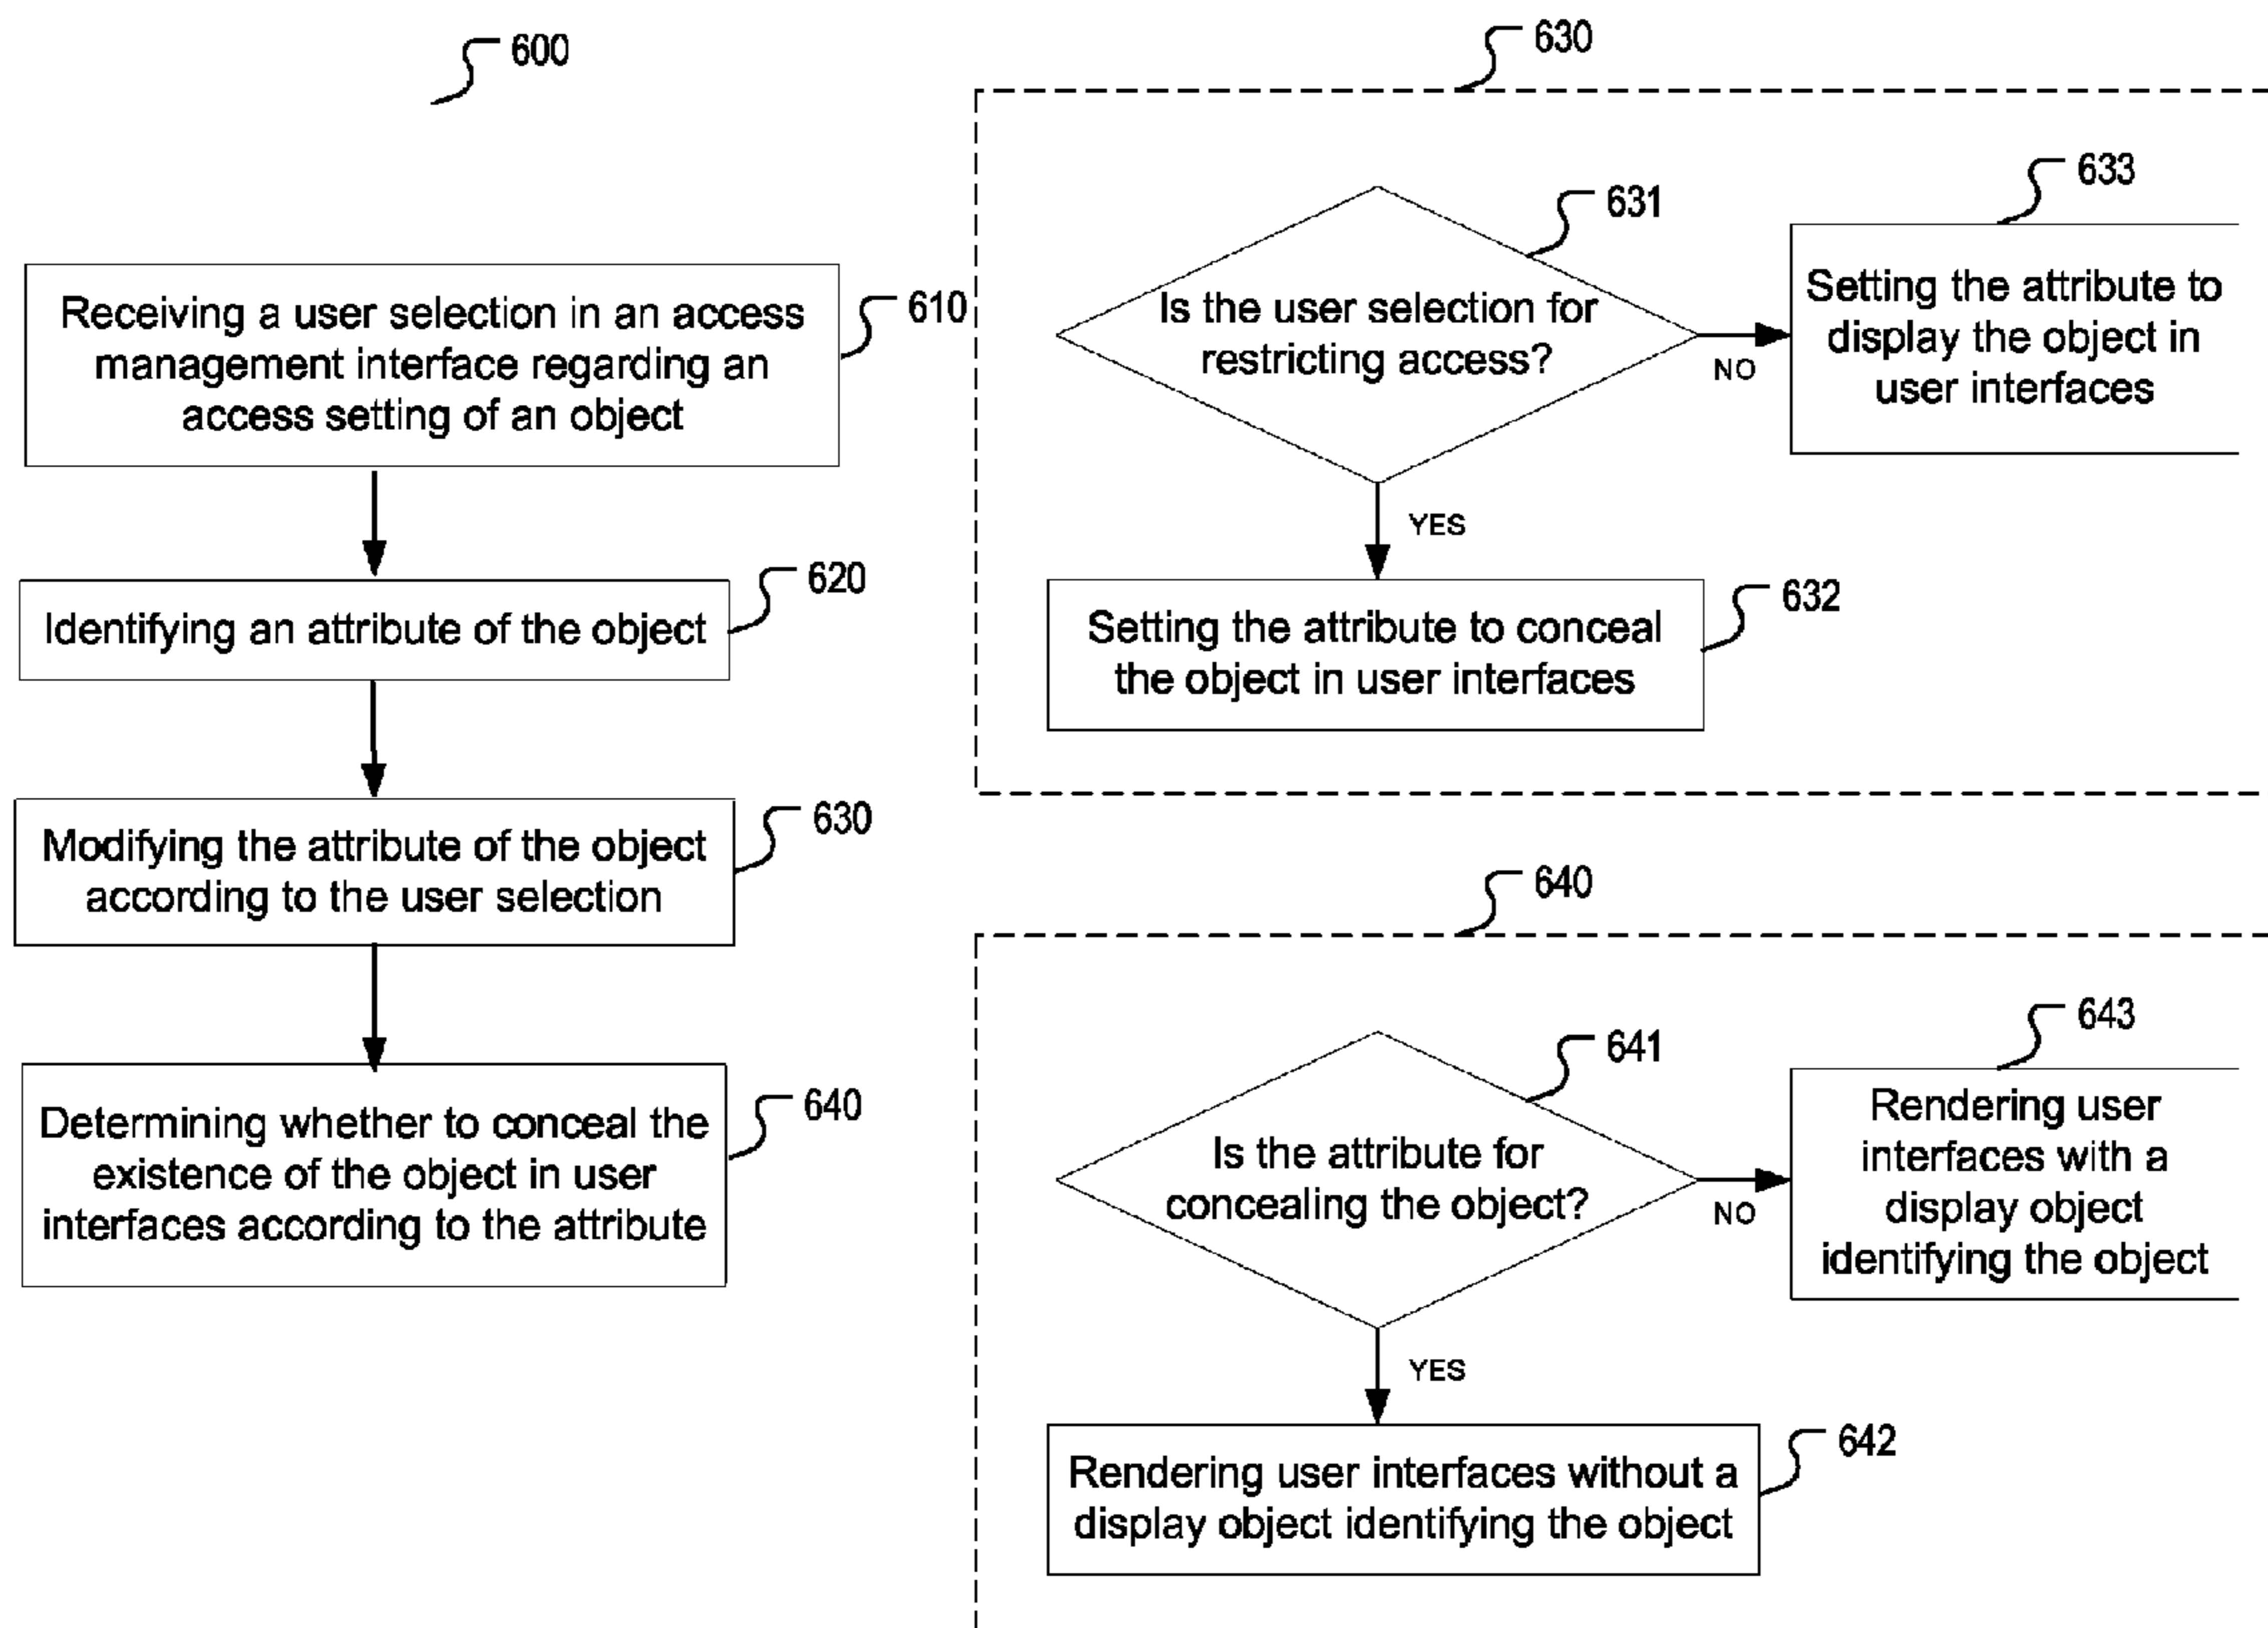 600
Receiving a user selection in an access
management interface regarding an
access setting of an object
610
Identifying an attribute of the object
620
Modifying the attribute of the object
according to the user selection
630
Determining whether to conceal the
existence of the object in user
interfaces according to the attribute
640
630
Is the user selection for
restricting access?
631
NO
Setting the attribute to
display the object in
user interfaces
633
YES
Setting the attribute to conceal
the object in user interfaces
632
640
Is the attribute for
concealing the object?
641
NO
Rendering user
interfaces with a
display object
identifying the object
643
YES
Rendering user interfaces without a
display object identifying the object
642